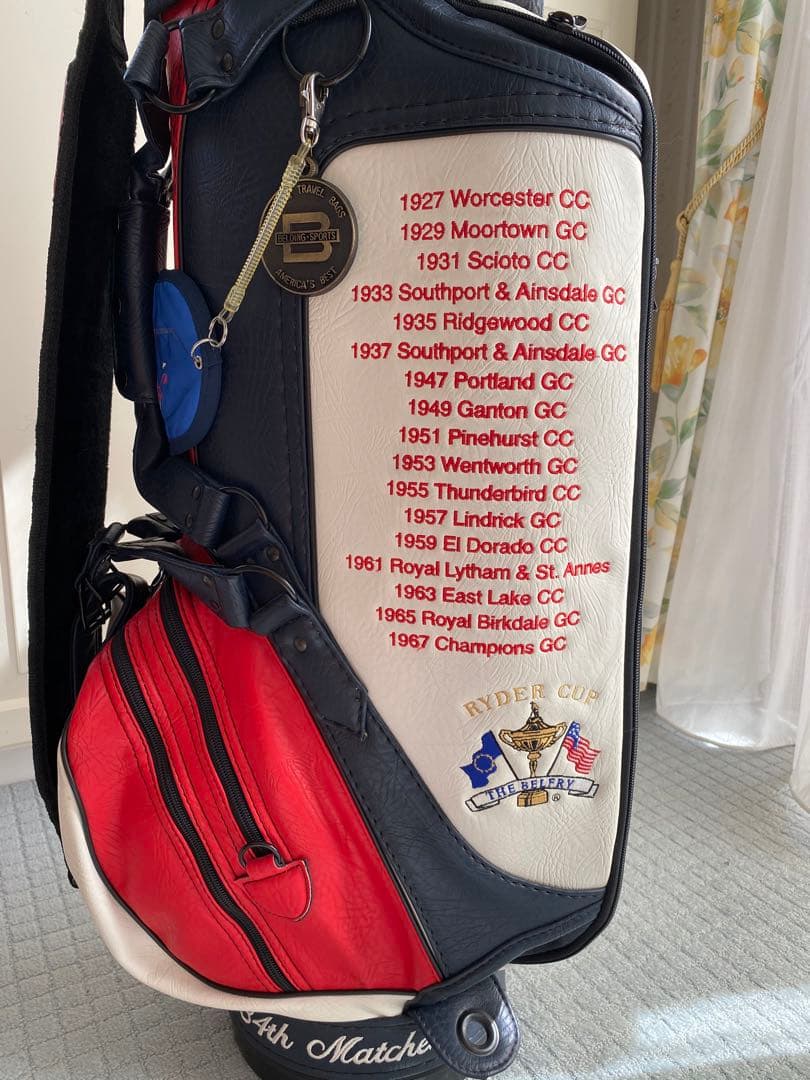 TRAVEL BAGS
B
BELDING SPORTS
AMERICA'S BEST
1927 Worcester CC
1929 Moortown GC
1931 Scioto CC
1933 Southport & Ainsdale GC
1935 Ridgewood CC
1937 Southport & Ainsdale GC
1947 Portland GC
1949 Ganton GC
1951 Pinehurst CC
1953 Wentworth GC
1955 Thunderbird CC
1957 Lindrick GC
1959 El Dorado CC
1961 Royal Lytham & St. Annes
1963 East Lake CC
1965 Royal Birkdale GC
1967 Champions GC
RYDER CUP
THE BELFRY
®
34th Matche